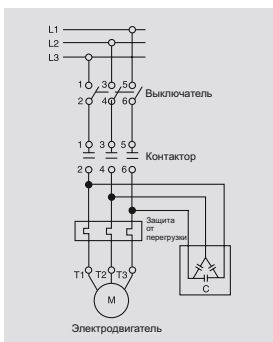 L1
L2
L3
1 3 5
2 4 6
Выключатель
1 3 5
2 4 6
Контактор
Защита
от
перегрузки
T1 T2 T3
M
C
Электродвигатель